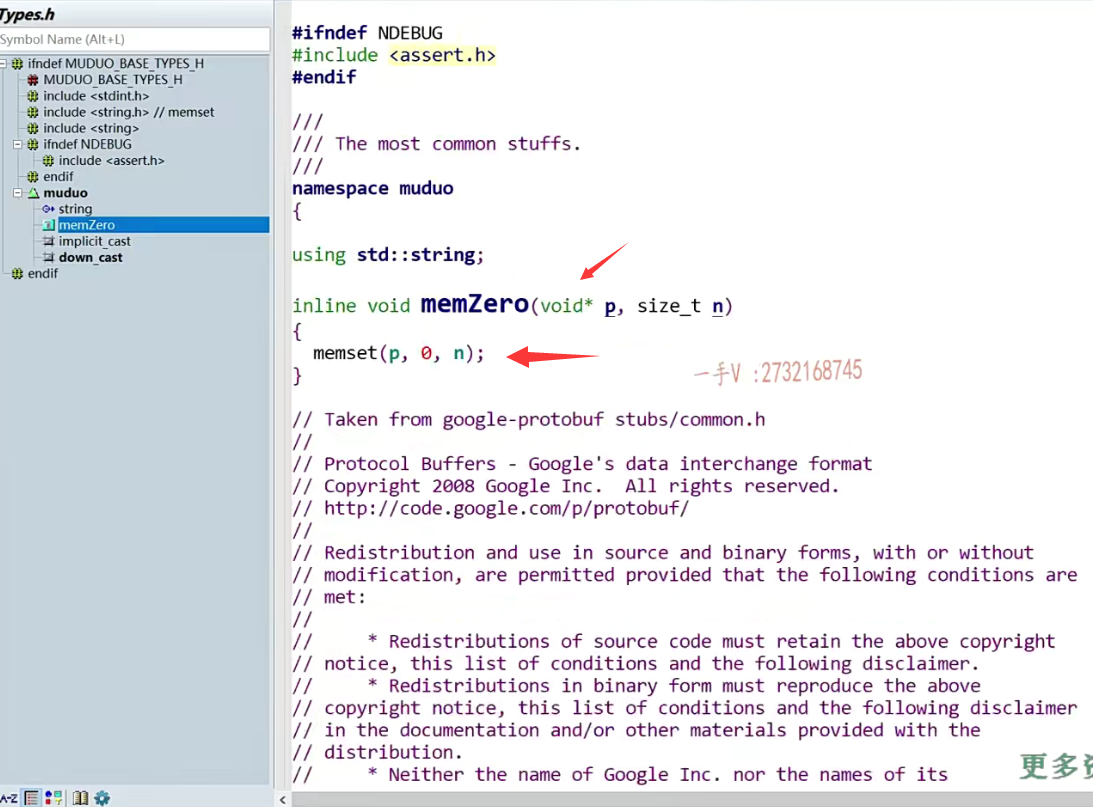 Types.h
Symbol Name (Alt+L)
ifndef MUDUO_BASE_TYPES_H
MUDUO_BASE_TYPES_H
include <stdint.h>
include <string.h> // memset
include <string>
ifndef NDEBUG
include <assert.h>
endif
muduo
string
memZero
implicit_cast
down_cast
endif
A-Z
#ifndef NDEBUG
#include <assert.h>
#endif
///
/// The most common stuffs.
///
namespace muduo
{
using std::string;
inline void memZero(void* p, size_t n)
{
memset(p, 0, n);
}
一手V :2732168745
// Taken from google-protobuf stubs/common.h
//
// Protocol Buffers - Google's data interchange format
// Copyright 2008 Google Inc.  All rights reserved.
// http://code.google.com/p/protobuf/
//
// Redistribution and use in source and binary forms, with or without
// modification, are permitted provided that the following conditions are
// met:
//
//     * Redistributions of source code must retain the above copyright
// notice, this list of conditions and the following disclaimer.
//     * Redistributions in binary form must reproduce the above
// copyright notice, this list of conditions and the following disclaimer
// in the documentation and/or other materials provided with the
// distribution.
//     * Neither the name of Google Inc. nor the names of its
更多